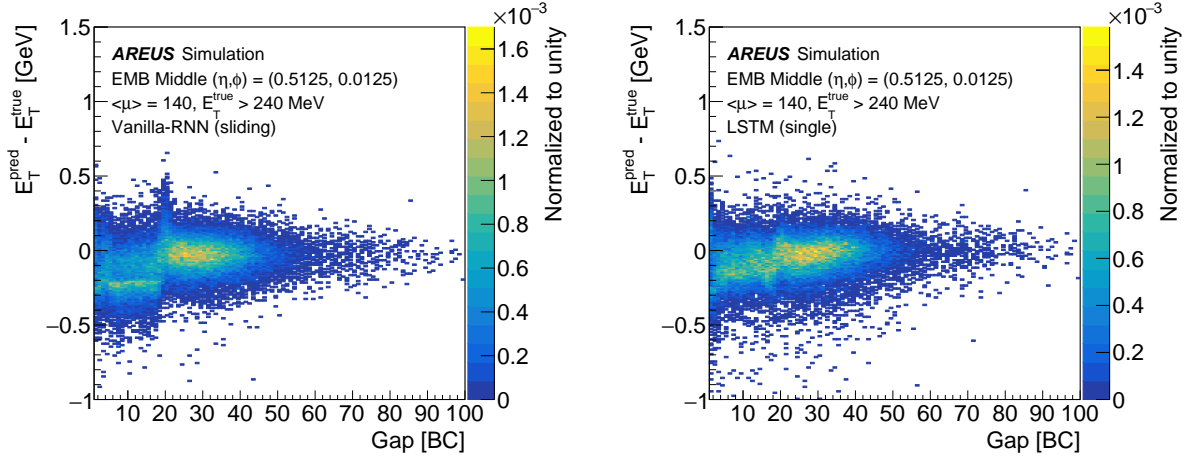 ×10⁻³
1.5
1
0.5
0
−0.5
−1
E_T^pred - E_T^true [GeV]
AREUS Simulation
EMB Middle (η,ϕ) = (0.5125, 0.0125)
<μ> = 140, E_T^true > 240 MeV
Vanilla-RNN (sliding)
10 20 30 40 50 60 70 80 90 100
Gap [BC]
1.6
1.4
1.2
1
0.8
0.6
0.4
0.2
0
Normalized to unity
×10⁻³
1.5
1
0.5
0
−0.5
−1
E_T^pred - E_T^true [GeV]
AREUS Simulation
EMB Middle (η,ϕ) = (0.5125, 0.0125)
<μ> = 140, E_T^true > 240 MeV
LSTM (single)
10 20 30 40 50 60 70 80 90 100
Gap [BC]
1.4
1.2
1
0.8
0.6
0.4
0.2
0
Normalized to unity